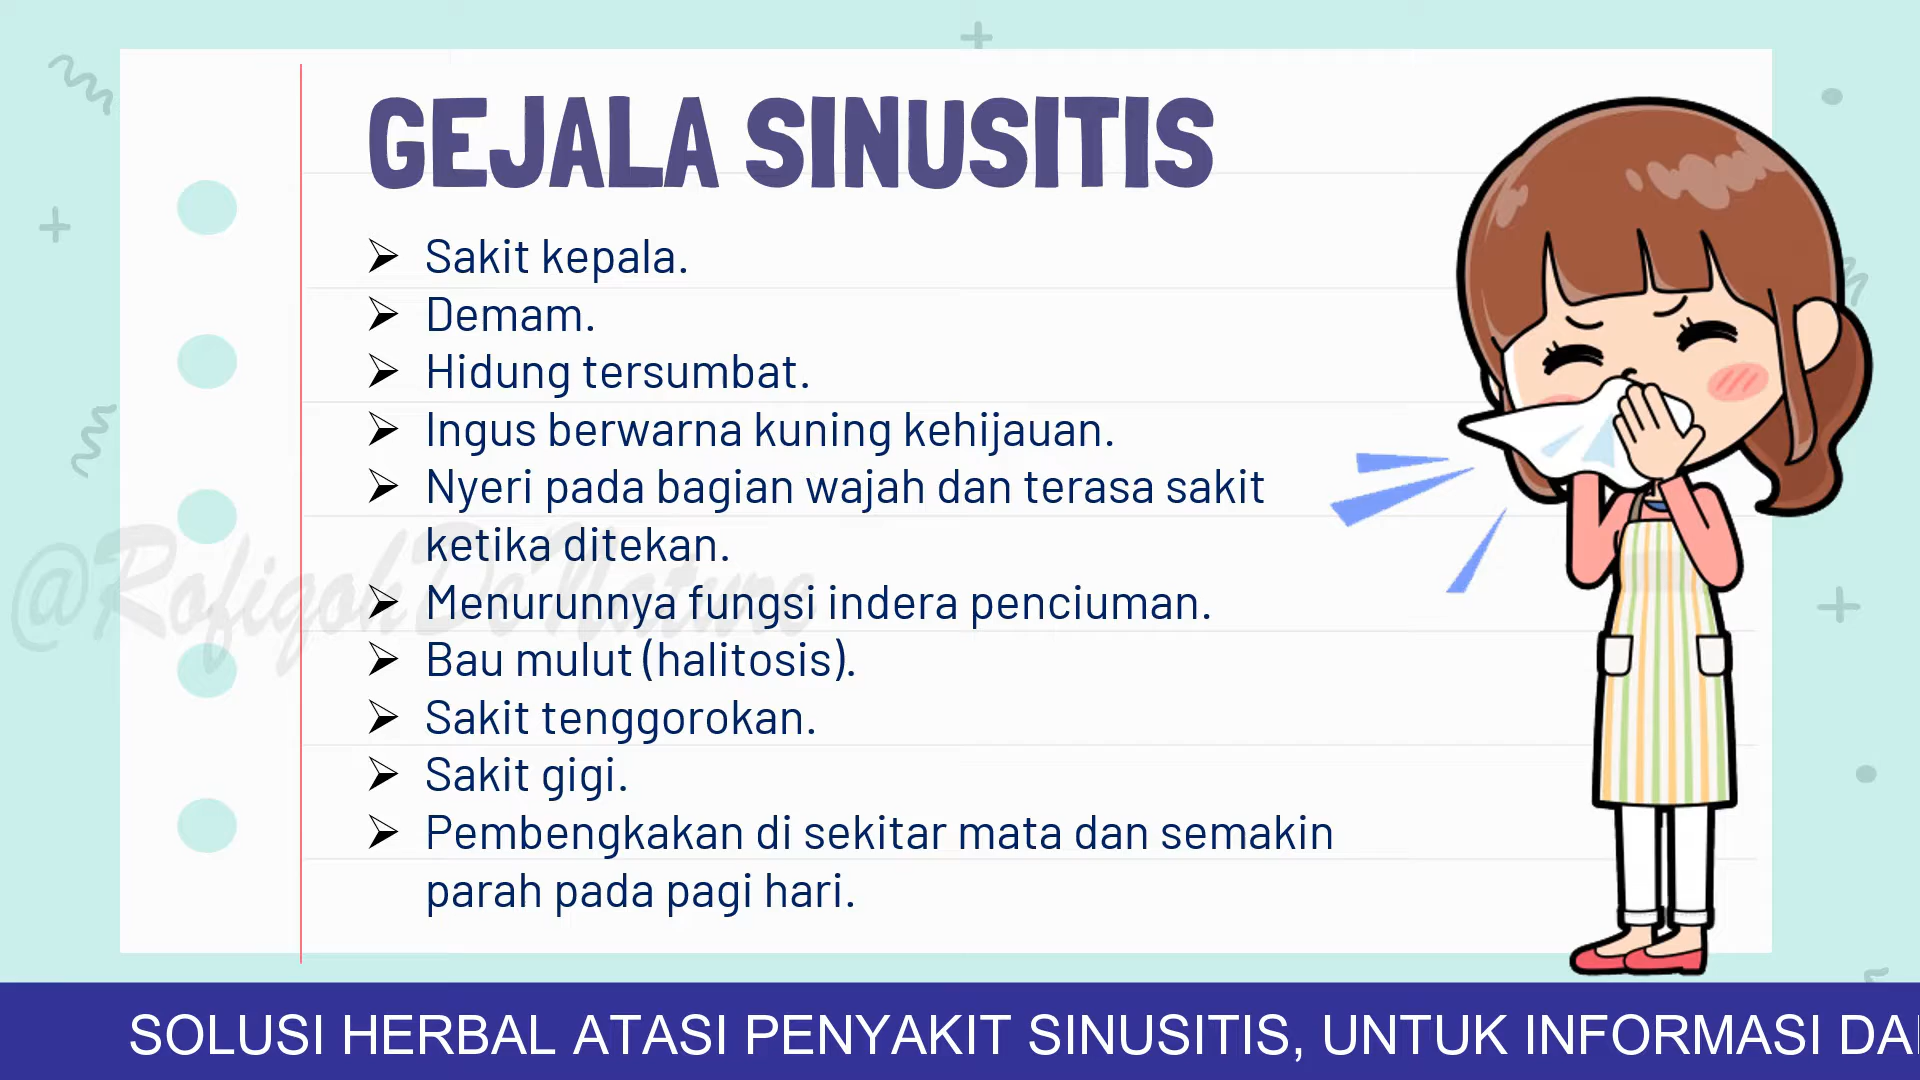 GEJALA SINUSITIS
➢ Sakit kepala.
➢ Demam.
➢ Hidung tersumbat.
➢ Ingus berwarna kuning kehijauan.
➢ Nyeri pada bagian wajah dan terasa sakit
ketika ditekan.
➢ Menurunnya fungsi indera penciuman.
➢ Bau mulut (halitosis).
➢ Sakit tenggorokan.
➢ Sakit gigi.
➢ Pembengkakan di sekitar mata dan semakin
parah pada pagi hari.
SOLUSI HERBAL ATASI PENYAKIT SINUSITIS, UNTUK INFORMASI